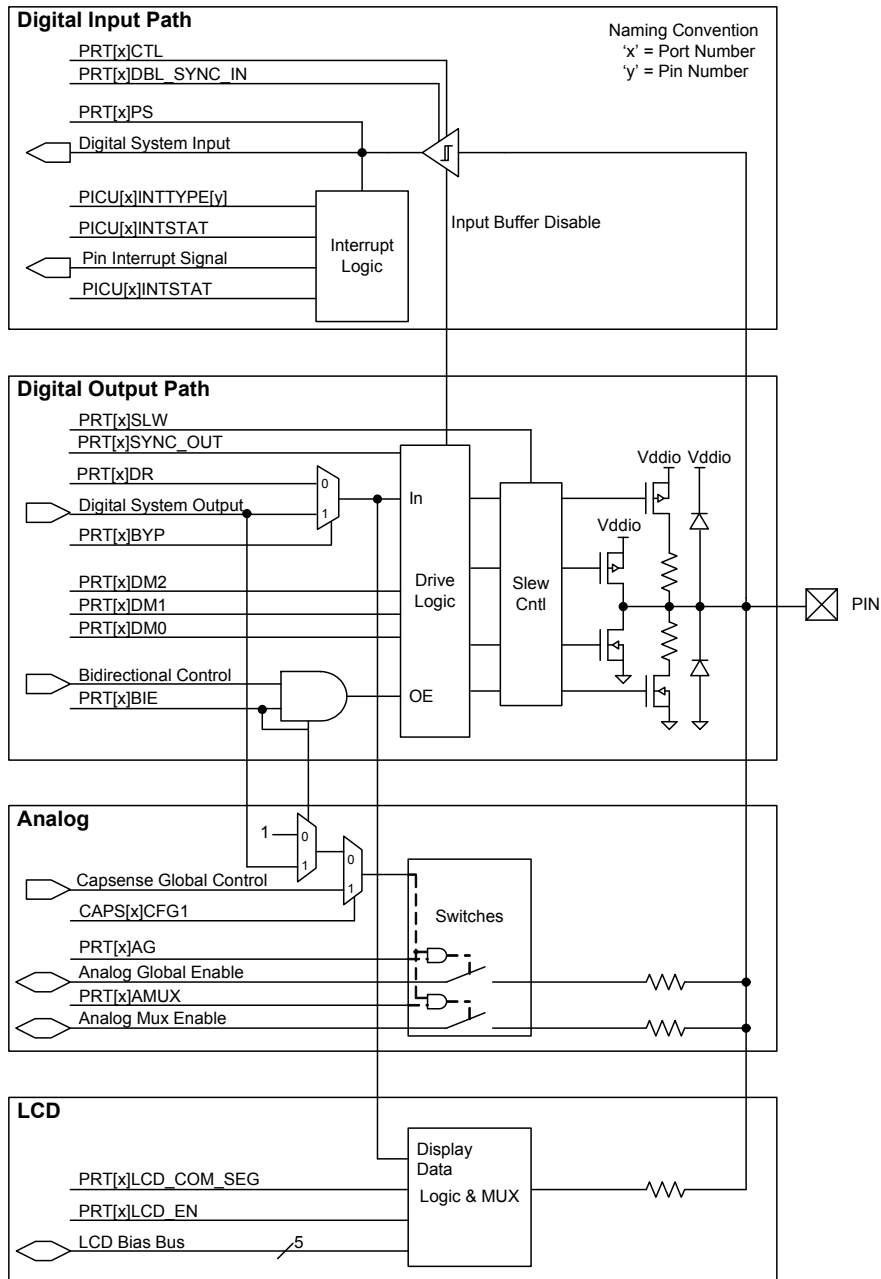 Digital Input Path
Naming Convention
‘x’ = Port Number
‘y’ = Pin Number
PRT[x]CTL
PRT[x]DBL_SYNC_IN
PRT[x]PS
Digital System Input
PICU[x]INTTYPE[y]
PICU[x]INTSTAT
Pin Interrupt Signal
PICU[x]INTSTAT
Interrupt
Logic
Input Buffer Disable
Digital Output Path
PRT[x]SLW
PRT[x]SYNC_OUT
PRT[x]DR
Digital System Output
PRT[x]BYP
0
1
PRT[x]DM2
PRT[x]DM1
PRT[x]DM0
Bidirectional Control
PRT[x]BIE
In
Drive
Logic
OE
Slew
Cntl
Vddio
Vddio
Vddio
PIN
Analog
1
0
1
0
1
Capsense Global Control
CAPS[x]CFG1
PRT[x]AG
Analog Global Enable
PRT[x]AMUX
Analog Mux Enable
Switches
LCD
PRT[x]LCD_COM_SEG
PRT[x]LCD_EN
LCD Bias Bus
5
Display
Data
Logic & MUX